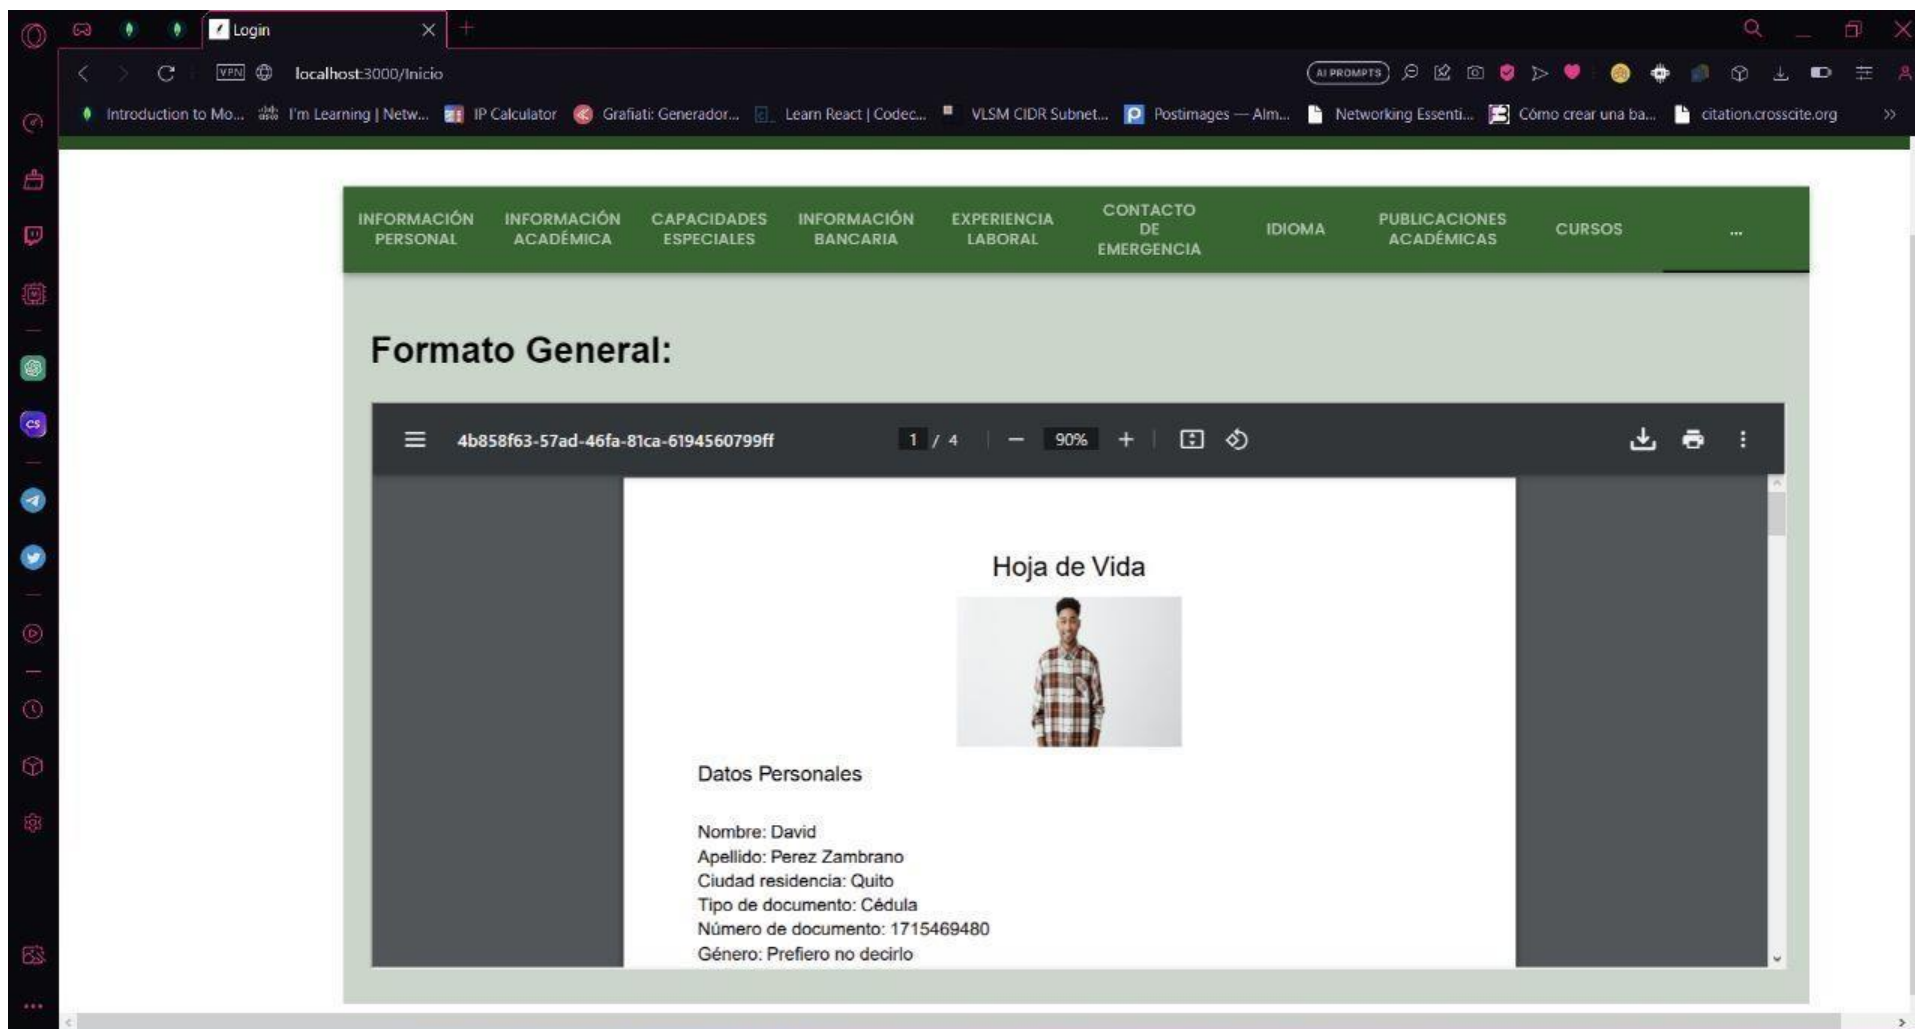 Login
VPN
localhost:3000/Inicio
AI PROMPTS
Introduction to Mo...
I'm Learning | Netw...
IP Calculator
Grafiati: Generador...
Learn React | Codec...
VLSM CIDR Subnet...
Postimages — Alm...
Networking Essenti...
Cómo crear una ba...
citation.crosscite.org
»
CS
INFORMACIÓN
PERSONAL
INFORMACIÓN
ACADÉMICA
CAPACIDADES
ESPECIALES
INFORMACIÓN
BANCARIA
EXPERIENCIA
LABORAL
CONTACTO
DE
EMERGENCIA
IDIOMA
PUBLICACIONES
ACADÉMICAS
CURSOS
...
Formato General:
4b858f63-57ad-46fa-81ca-6194560799ff
1 / 4
90%
Hoja de Vida
Datos Personales
Nombre: David
Apellido: Perez Zambrano
Ciudad residencia: Quito
Tipo de documento: Cédula
Número de documento: 1715469480
Género: Prefiero no decirlo